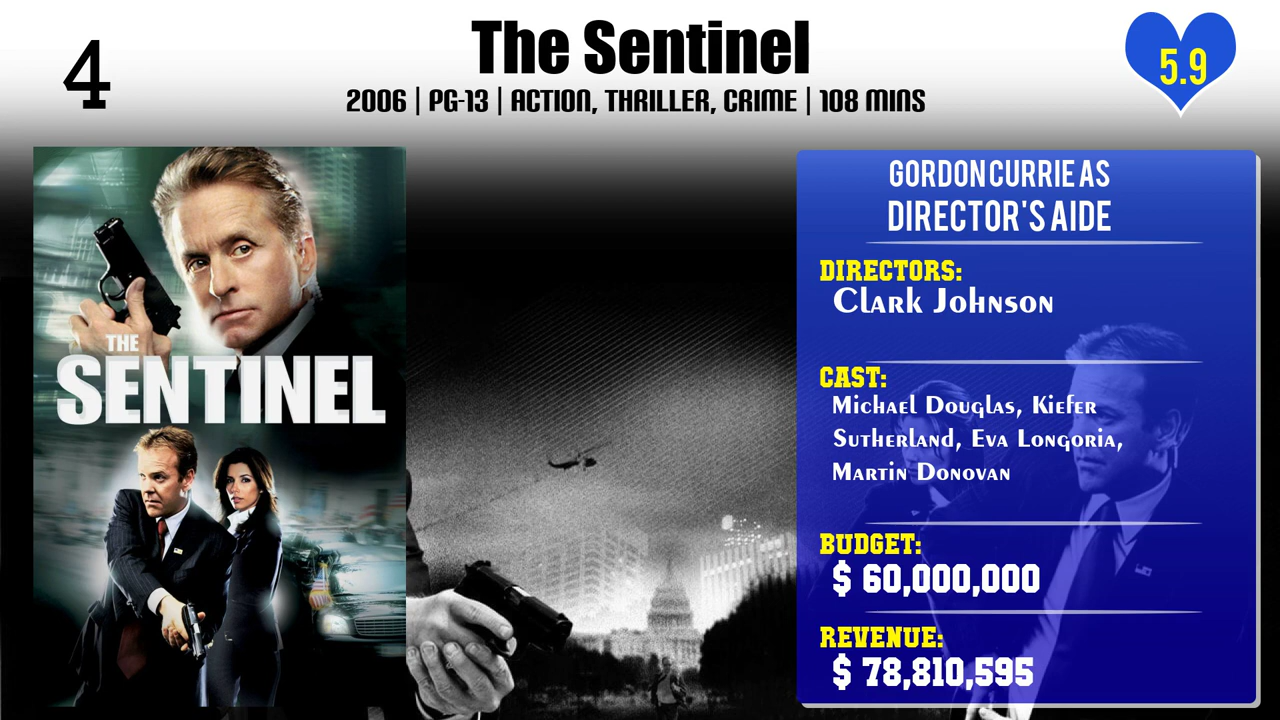 4
The Sentinel
2006 | PG-13 | ACTION, THRILLER, CRIME | 108 MINS
5.9
THE
SENTINEL
GORDON CURRIE AS
DIRECTOR'S AIDE
DIRECTORS:
Clark Johnson
CAST:
Michael Douglas, Kiefer
Sutherland, Eva Longoria,
Martin Donovan
BUDGET:
$ 60,000,000
REVENUE:
$ 78,810,595